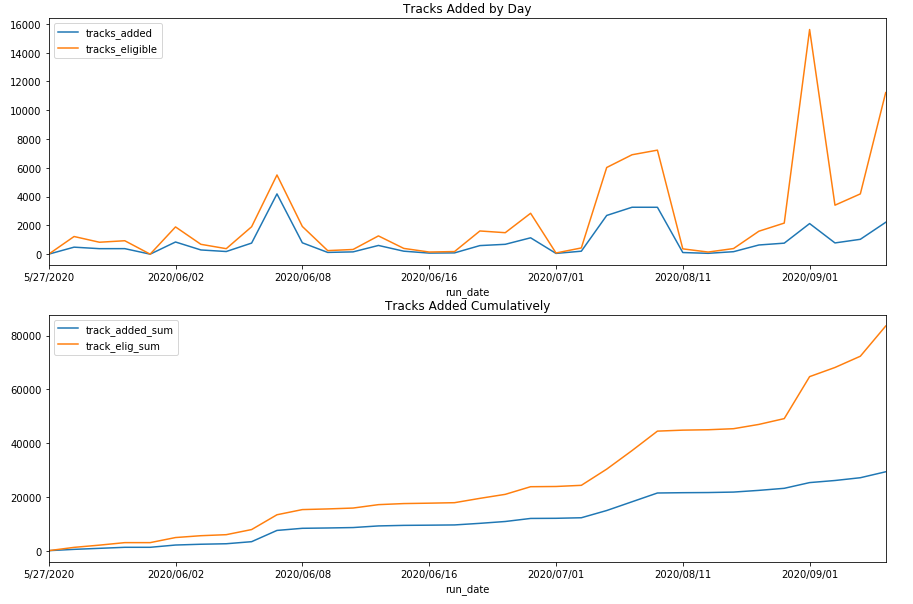 Tracks Added by Day
16000
14000
12000
10000
8000
6000
4000
2000
0
tracks_added
tracks_eligible
5/27/2020 2020/06/02 2020/06/08 2020/06/16 2020/07/01 2020/08/11 2020/09/01
run_date
Tracks Added Cumulatively
80000
60000
40000
20000
0
track_added_sum
track_elig_sum
5/27/2020 2020/06/02 2020/06/08 2020/06/16 2020/07/01 2020/08/11 2020/09/01
run_date